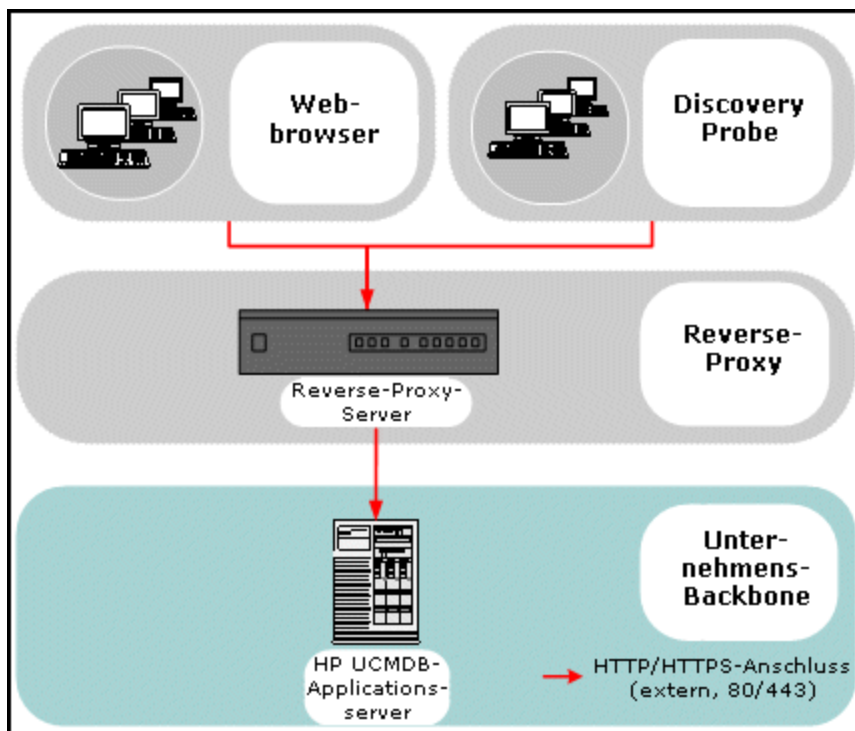 Web-
browser
Discovery
Probe
Reverse-
Proxy
Reverse-Proxy-
Server
Unter-
nehmens-
Backbone
HP UCMDB-
Applications-
server
HTTP/HTTPS-Anschluss
(extern, 80/443)